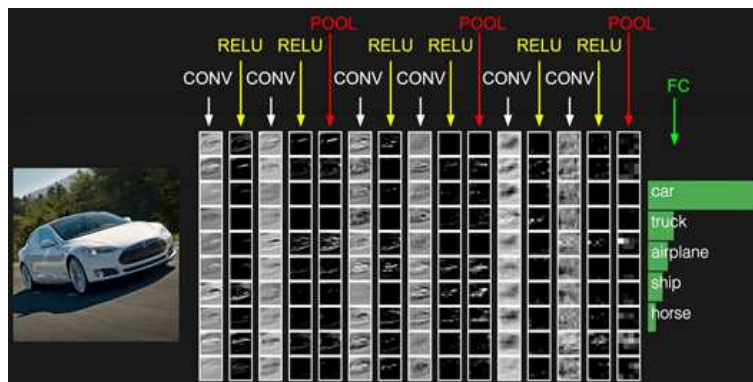 POOL POOL POOL
RELU RELU RELU RELU RELU RELU
CONV CONV CONV CONV CONV CONV
FC
car
truck
airplane
ship
horse